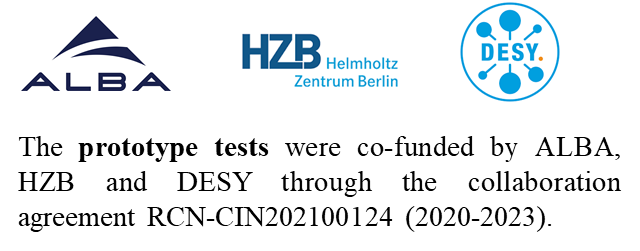 ALBA
HZB Helmholtz
Zentrum Berlin
DESY.
The prototype tests were co-funded by ALBA,
HZB and DESY through the collaboration
agreement RCN-CIN202100124 (2020-2023).